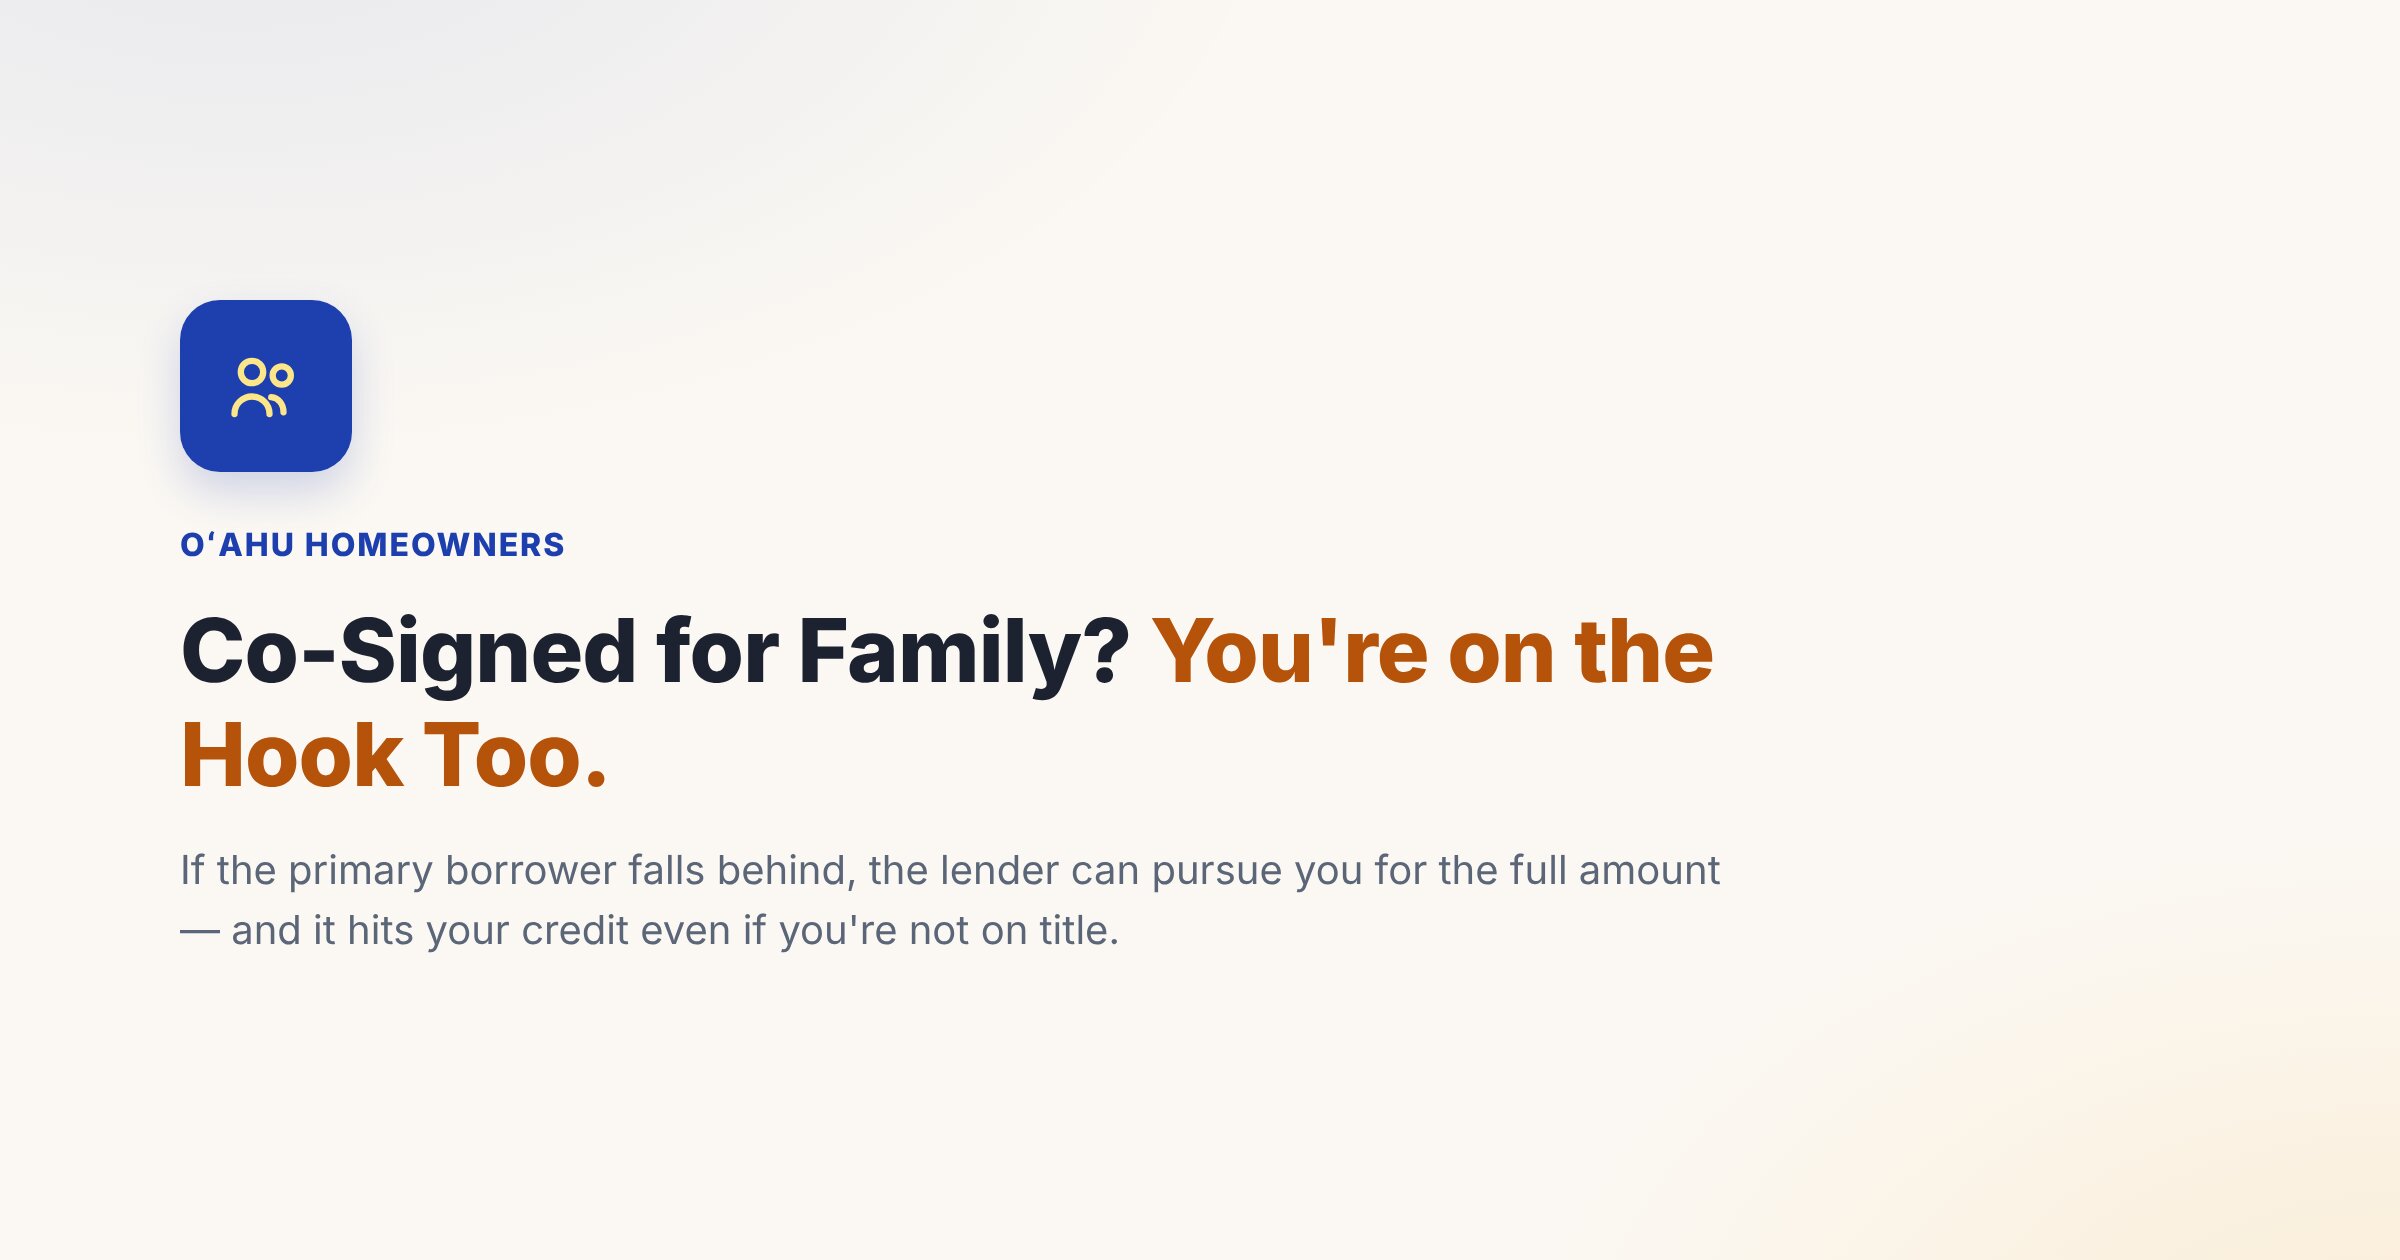 OʻAHU HOMEOWNERS
Co-Signed for Family? You're on the
Hook Too.
If the primary borrower falls behind, the lender can pursue you for the full amount
— and it hits your credit even if you're not on title.